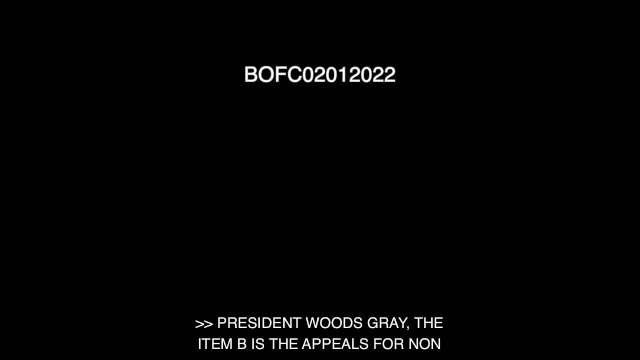 BOFC02012022
>> PRESIDENT WOODS GRAY, THE
ITEM B IS THE APPEALS FOR NON